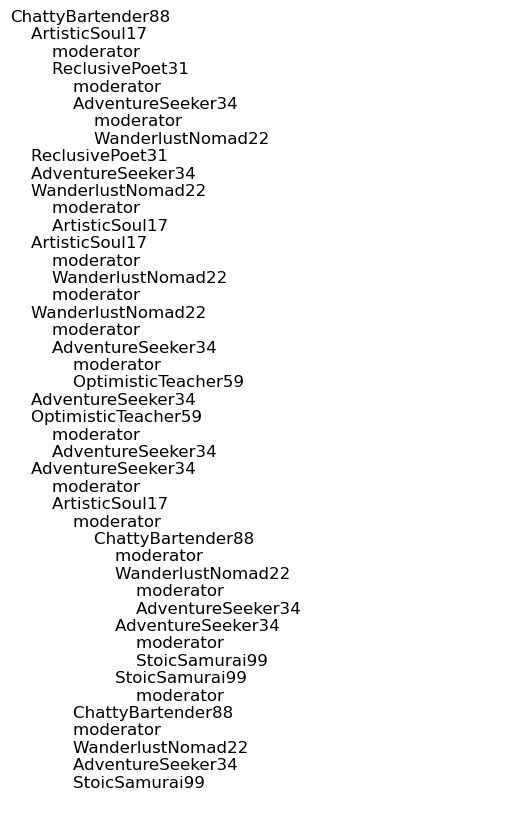 ChattyBartender88
ArtisticSoul17
moderator
ReclusivePoet31
moderator
AdventureSeeker34
moderator
WanderlustNomad22
ReclusivePoet31
AdventureSeeker34
WanderlustNomad22
moderator
ArtisticSoul17
ArtisticSoul17
moderator
WanderlustNomad22
moderator
WanderlustNomad22
moderator
AdventureSeeker34
moderator
OptimisticTeacher59
AdventureSeeker34
OptimisticTeacher59
moderator
AdventureSeeker34
AdventureSeeker34
moderator
ArtisticSoul17
moderator
ChattyBartender88
moderator
WanderlustNomad22
moderator
AdventureSeeker34
AdventureSeeker34
moderator
StoicSamurai99
StoicSamurai99
moderator
ChattyBartender88
moderator
WanderlustNomad22
AdventureSeeker34
StoicSamurai99